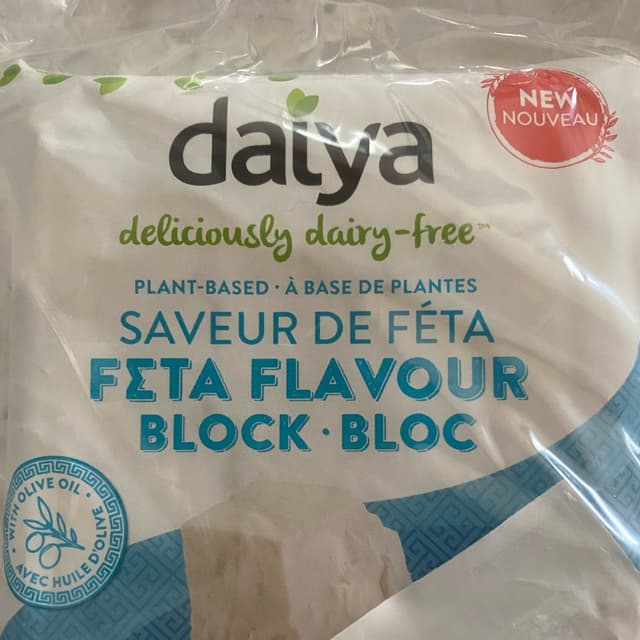 daiya
NEW
NOUVEAU
deliciously dairy-free™
PLANT-BASED · À BASE DE PLANTES
SAVEUR DE FÉTA
FΣTA FLAVOUR
BLOCK · BLOC
• WITH OLIVE OIL •
AVEC HUILE D'OLIVE